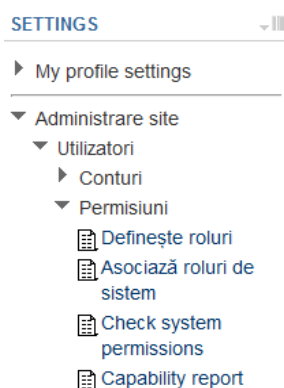 SETTINGS
My profile settings
Administrare site
Utilizatori
Conturi
Permisiuni
Definește roluri
Asociază roluri de
sistem
Check system
permissions
Capability report